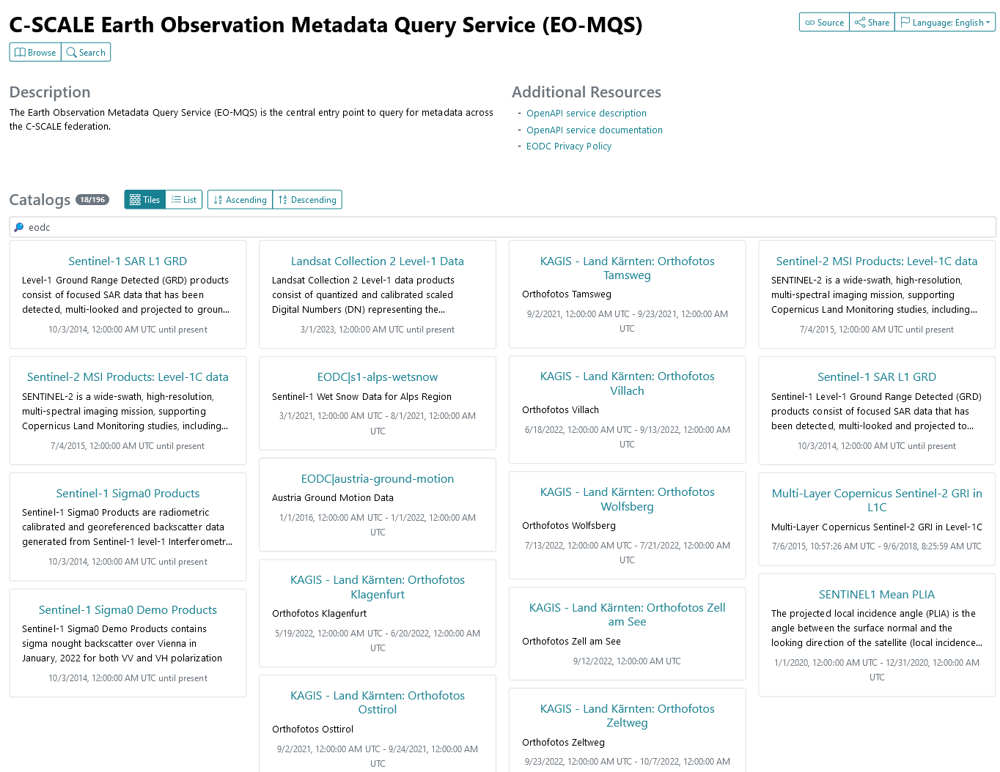 C-SCALE Earth Observation Metadata Query Service (EO-MQS)
Source Share Language: English
Browse Search
Description
The Earth Observation Metadata Query Service (EO-MQS) is the central entry point to query for metadata across
the C-SCALE federation.
Additional Resources
- OpenAPI service description
- OpenAPI service documentation
- EODC Privacy Policy
Catalogs 18/196 Tiles List Ascending Descending
eodc
Sentinel-1 SAR L1 GRD
Level-1 Ground Range Detected (GRD) products
consist of focused SAR data that has been
detected, multi-looked and projected to groun...
10/3/2014, 12:00:00 AM UTC until present
Sentinel-2 MSI Products: Level-1C data
SENTINEL-2 is a wide-swath, high-resolution,
multi-spectral imaging mission, supporting
Copernicus Land Monitoring studies, including...
7/4/2015, 12:00:00 AM UTC until present
Sentinel-1 Sigma0 Products
Sentinel-1 Sigma0 Products are radiometric
calibrated and georeferenced backscatter data
generated from Sentinel-1 level-1 Interferometr...
10/3/2014, 12:00:00 AM UTC until present
Sentinel-1 Sigma0 Demo Products
Sentinel-1 Sigma0 Demo Products contains
sigma nought backscatter over Vienna in
January, 2022 for both VV and VH polarization
10/3/2014, 12:00:00 AM UTC until present
Landsat Collection 2 Level-1 Data
Landsat Collection 2 Level-1 data products
consist of quantized and calibrated scaled
Digital Numbers (DN) representing the...
3/1/2023, 12:00:00 AM UTC until present
EODC|s1-alps-wetsnow
Sentinel-1 Wet Snow Data for Alps Region
3/1/2021, 12:00:00 AM UTC - 8/1/2021, 12:00:00 AM
UTC
EODC|austria-ground-motion
Austria Ground Motion Data
1/1/2016, 12:00:00 AM UTC - 1/1/2022, 12:00:00 AM
UTC
KAGIS - Land Kärnten: Orthofotos
Klagenfurt
Orthofotos Klagenfurt
5/19/2022, 12:00:00 AM UTC - 6/20/2022, 12:00:00 AM
UTC
KAGIS - Land Kärnten: Orthofotos
Osttirol
Orthofotos Osttirol
9/2/2021, 12:00:00 AM UTC - 9/24/2021, 12:00:00 AM
UTC
KAGIS - Land Kärnten: Orthofotos
Tamsweg
Orthofotos Tamsweg
9/2/2021, 12:00:00 AM UTC - 9/23/2021, 12:00:00 AM
UTC
KAGIS - Land Kärnten: Orthofotos
Villach
Orthofotos Villach
6/18/2022, 12:00:00 AM UTC - 9/13/2022, 12:00:00 AM
UTC
KAGIS - Land Kärnten: Orthofotos
Wolfsberg
Orthofotos Wolfsberg
7/13/2022, 12:00:00 AM UTC - 7/21/2022, 12:00:00 AM
UTC
KAGIS - Land Kärnten: Orthofotos Zell
am See
Orthofotos Zell am See
9/12/2022, 12:00:00 AM UTC
KAGIS - Land Kärnten: Orthofotos
Zeltweg
Orthofotos Zeltweg
9/23/2022, 12:00:00 AM UTC - 10/7/2022, 12:00:00 AM
Sentinel-2 MSI Products: Level-1C data
SENTINEL-2 is a wide-swath, high-resolution,
multi-spectral imaging mission, supporting
Copernicus Land Monitoring studies, including...
7/4/2015, 12:00:00 AM UTC until present
Sentinel-1 SAR L1 GRD
Sentinel-1 Level-1 Ground Range Detected (GRD)
products consist of focused SAR data that has
been detected, multi-looked and projected to...
10/3/2014, 12:00:00 AM UTC until present
Multi-Layer Copernicus Sentinel-2 GRI in
L1C
Multi-Layer Copernicus Sentinel-2 GRI in Level-1C
7/6/2015, 10:57:26 AM UTC - 9/6/2018, 8:25:59 AM UTC
SENTINEL1 Mean PLIA
The projected local incidence angle (PLIA) is the
angle between the surface normal and the
looking direction of the satellite (local incidence...
1/1/2020, 12:00:00 AM UTC - 12/31/2020, 12:00:00 AM
UTC